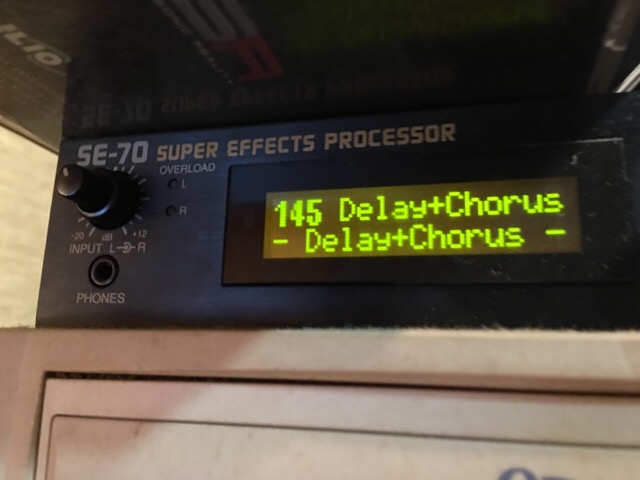 SE-70 SUPER EFFECTS PROCESSOR
OVERLOAD
L
R
-20 dB +12
INPUT L R
PHONES
145 Delay+Chorus
- Delay+Chorus -